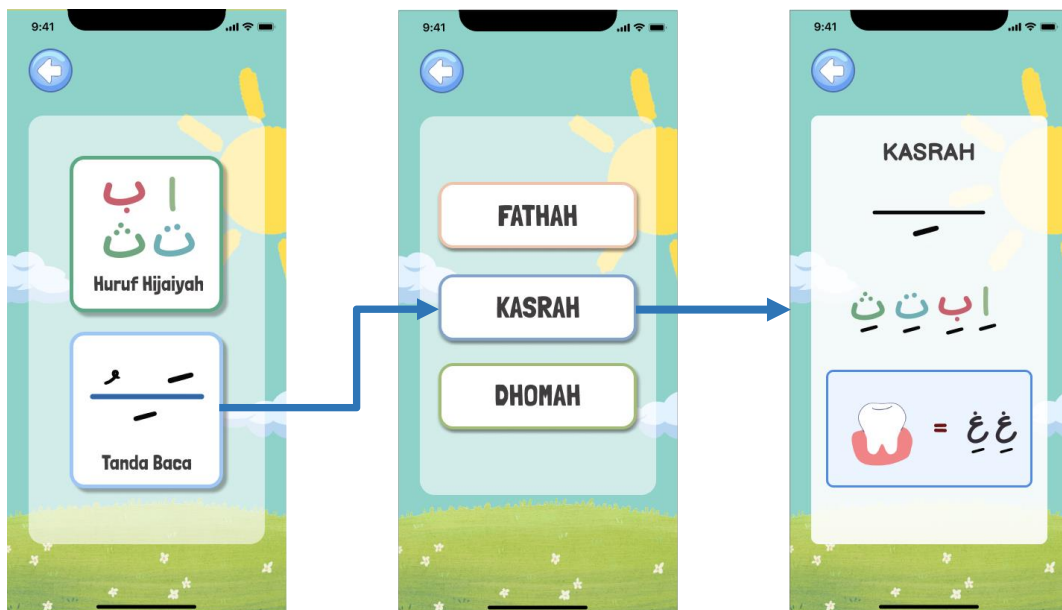 9:41
ا ب
ت ث
Huruf Hijaiyah
َ ُ
ِ
Tanda Baca
9:41
FATHAH
KASRAH
DHOMAH
9:41
KASRAH
ِ
اِ بِ تِ ثِ
= غِ غِ